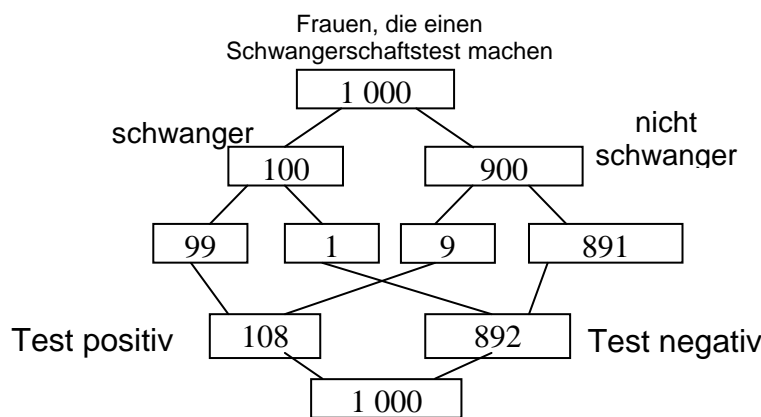 Frauen, die einen
Schwangerschaftstest machen
1 000
schwanger
nicht
schwanger
100
900
99
1
9
891
Test positiv
108
892
Test negativ
1 000